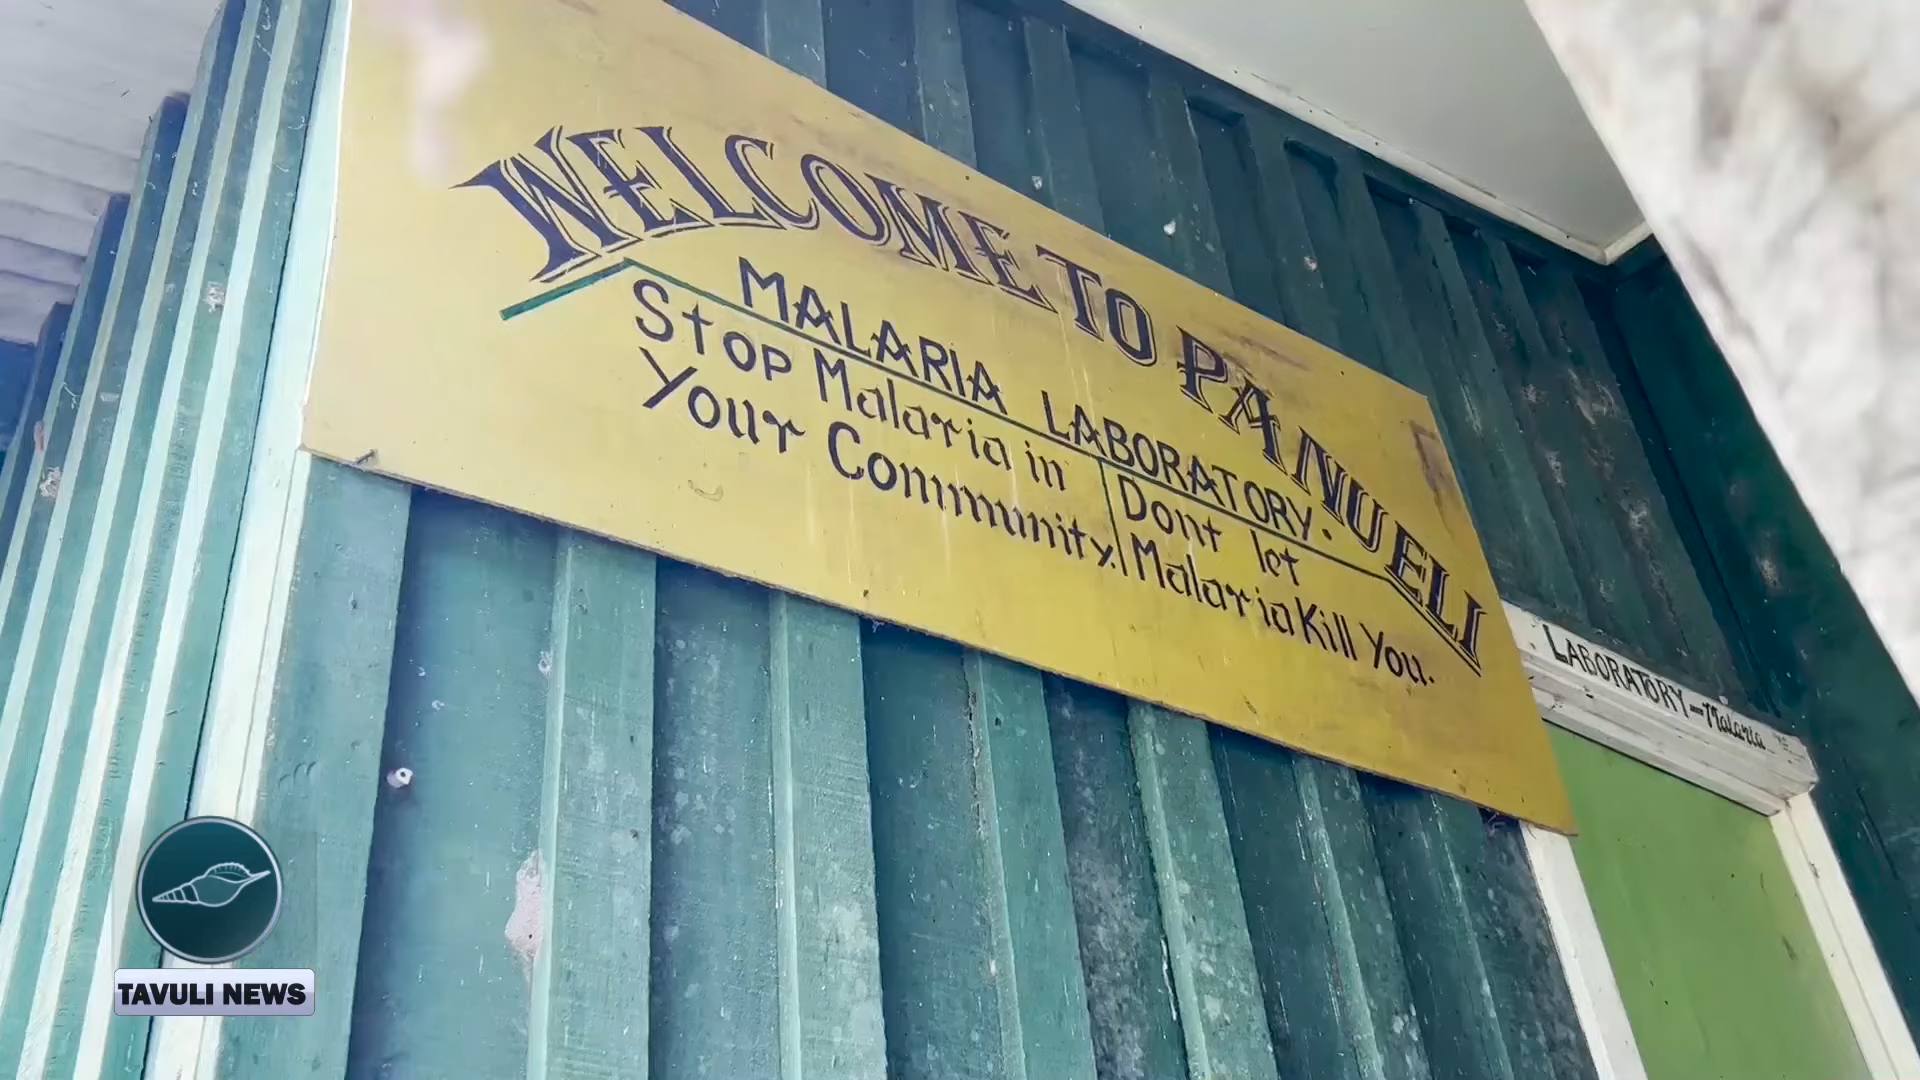 WELCOME TO PANUELI
MALARIA LABORATORY.
Stop Malaria in
Your Community.
Dont let
Malaria Kill You.
LABORATORY - Malaria
TAVULI NEWS